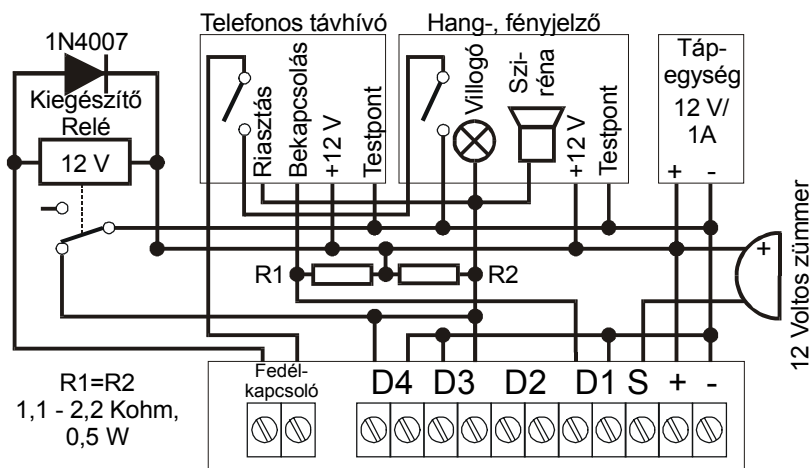 Telefonos távhívó
Hang-, fényjelző
1N4007
Kiegészítő
Relé
12 V
Riasztás
Bekapcsolás
+12 V
Testpont
Villogó
Szi-
réna
+12 V
Testpont
Táp-
egység
12 V/
1A
+ -
+
12 Voltos zümmer
R1
R2
R1=R2
1,1 - 2,2 Kohm,
0,5 W
Fedél-
kapcsoló
D4 D3 D2 D1 S + -